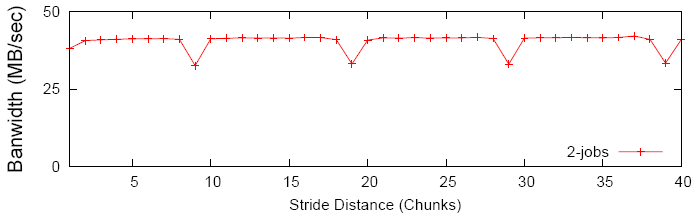 50
25
0
Banwidth (MB/sec)
2-jobs
5 10 15 20 25 30 35 40
Stride Distance (Chunks)